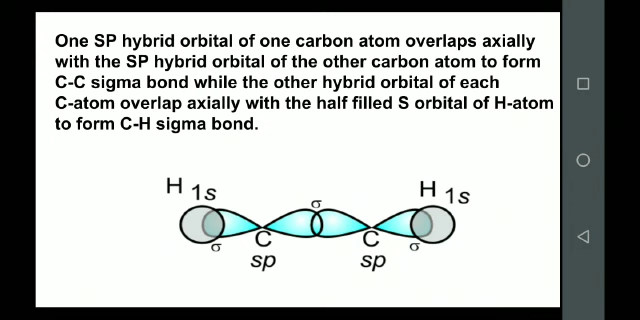 One SP hybrid orbital of one carbon atom overlaps axially
with the SP hybrid orbital of the other carbon atom to form
C-C sigma bond while the other hybrid orbital of each
C-atom overlap axially with the half filled S orbital of H-atom
to form C-H sigma bond.
H 1s σ H 1s
σ C C σ
sp sp